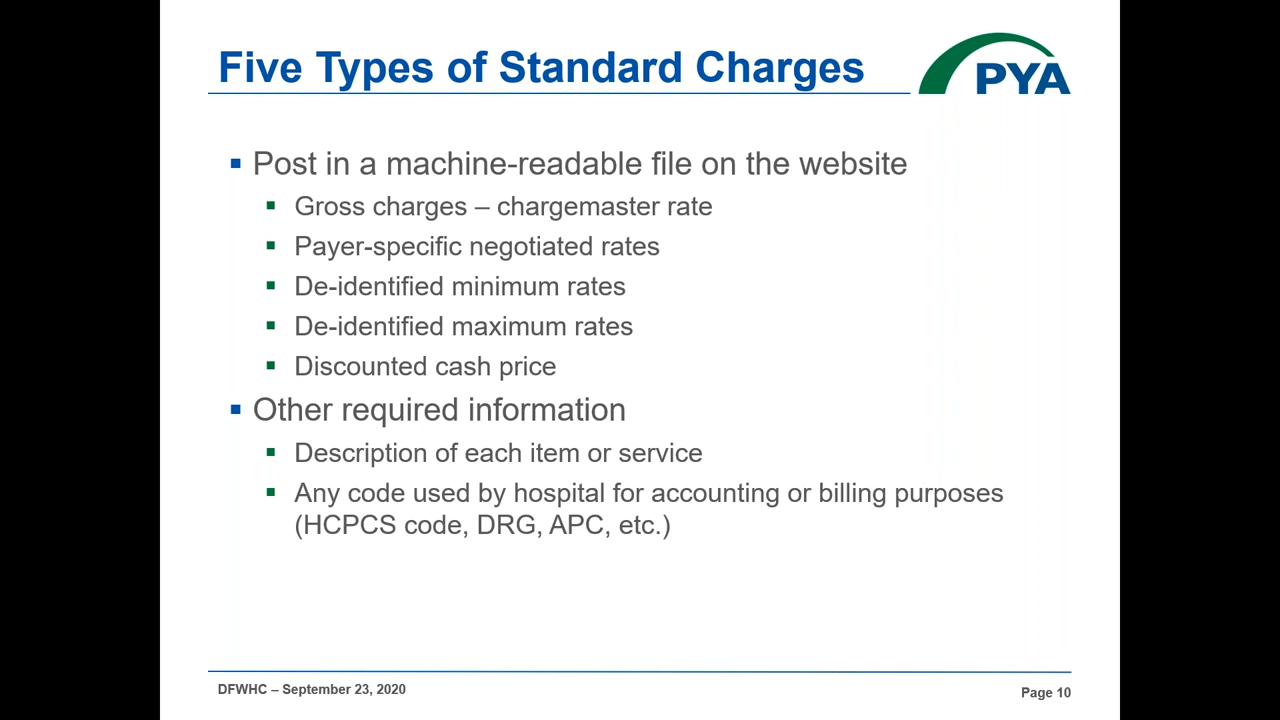 Five Types of Standard Charges
PYA
Post in a machine-readable file on the website
Gross charges – chargemaster rate
Payer-specific negotiated rates
De-identified minimum rates
De-identified maximum rates
Discounted cash price
Other required information
Description of each item or service
Any code used by hospital for accounting or billing purposes
(HCPCS code, DRG, APC, etc.)
DFWHC – September 23, 2020
Page 10